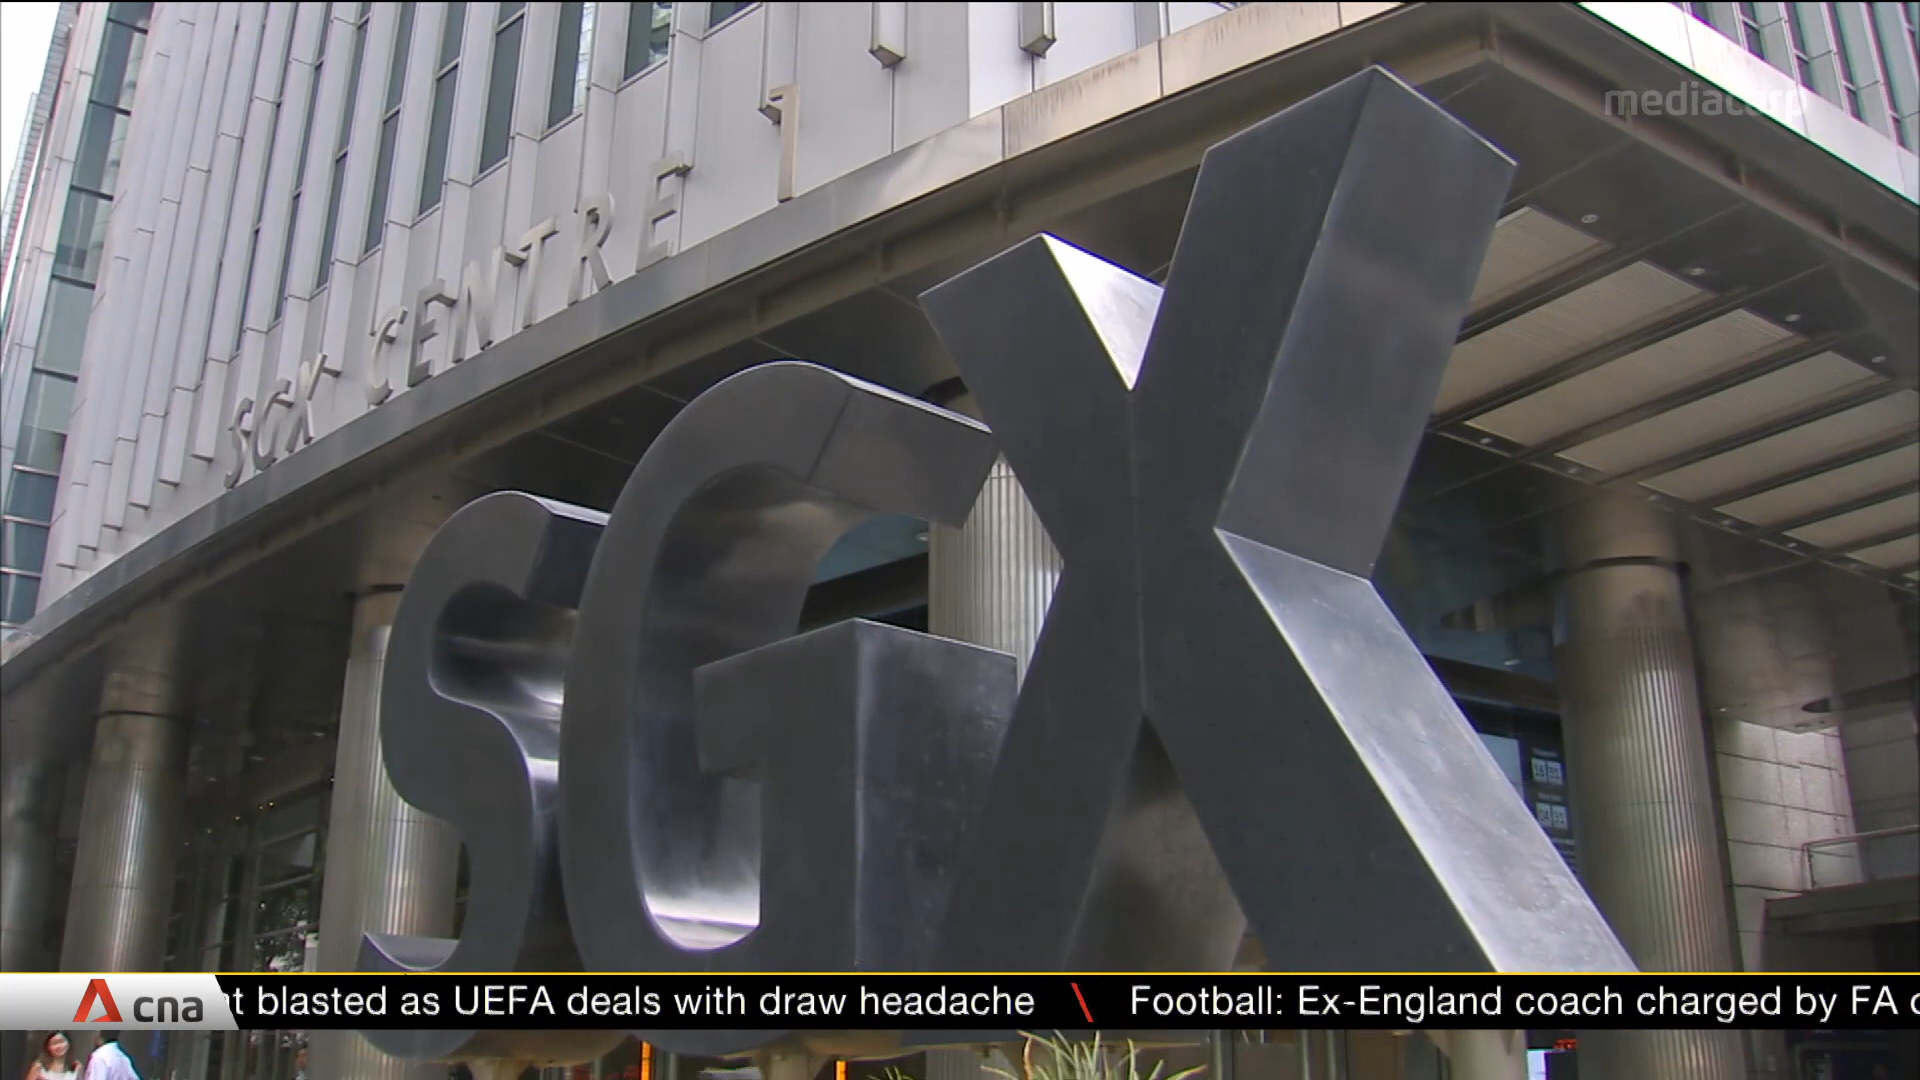 mediacorp
SGX CENTRE 1
SGX
cna
t blasted as UEFA deals with draw headache \ Football: Ex-England coach charged by FA